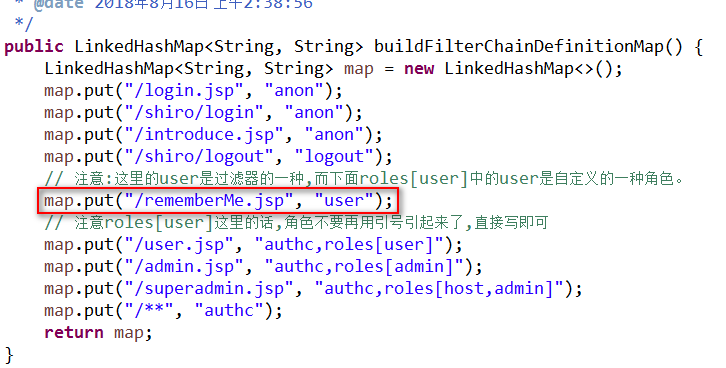 * @date 2018年8月16日 上午2:38:56
*/
public LinkedHashMap<String, String> buildFilterChainDefinitionMap() {
LinkedHashMap<String, String> map = new LinkedHashMap<>();
map.put("/login.jsp", "anon");
map.put("/shiro/login", "anon");
map.put("/introduce.jsp", "anon");
map.put("/shiro/logout", "logout");
// 注意:这里的user是过滤器的一种,而下面roles[user]中的user是自定义的一种角色。
map.put("/rememberMe.jsp", "user");
// 注意roles[user]这里的话,角色不要再用引号引起来了,直接写即可
map.put("/user.jsp", "authc,roles[user]");
map.put("/admin.jsp", "authc,roles[admin]");
map.put("/superadmin.jsp", "authc,roles[host,admin]");
map.put("/**", "authc");
return map;
}